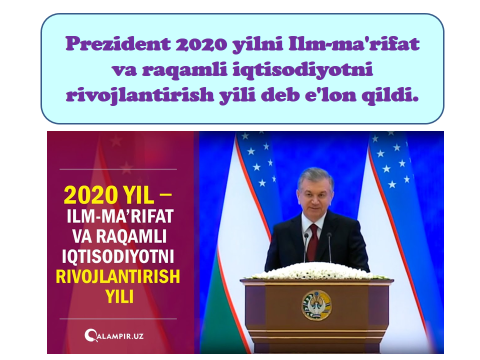 Prezident 2020 yilni Ilm-ma'rifat
va raqamli iqtisodiyotni
rivojlantirish yili deb e'lon qildi.
2020 YIL –
ILM-MA’RIFAT
VA RAQAMLI
IQTISODIYOTNI
RIVOJLANTIRISH
YILI
QALAMPIR.UZ